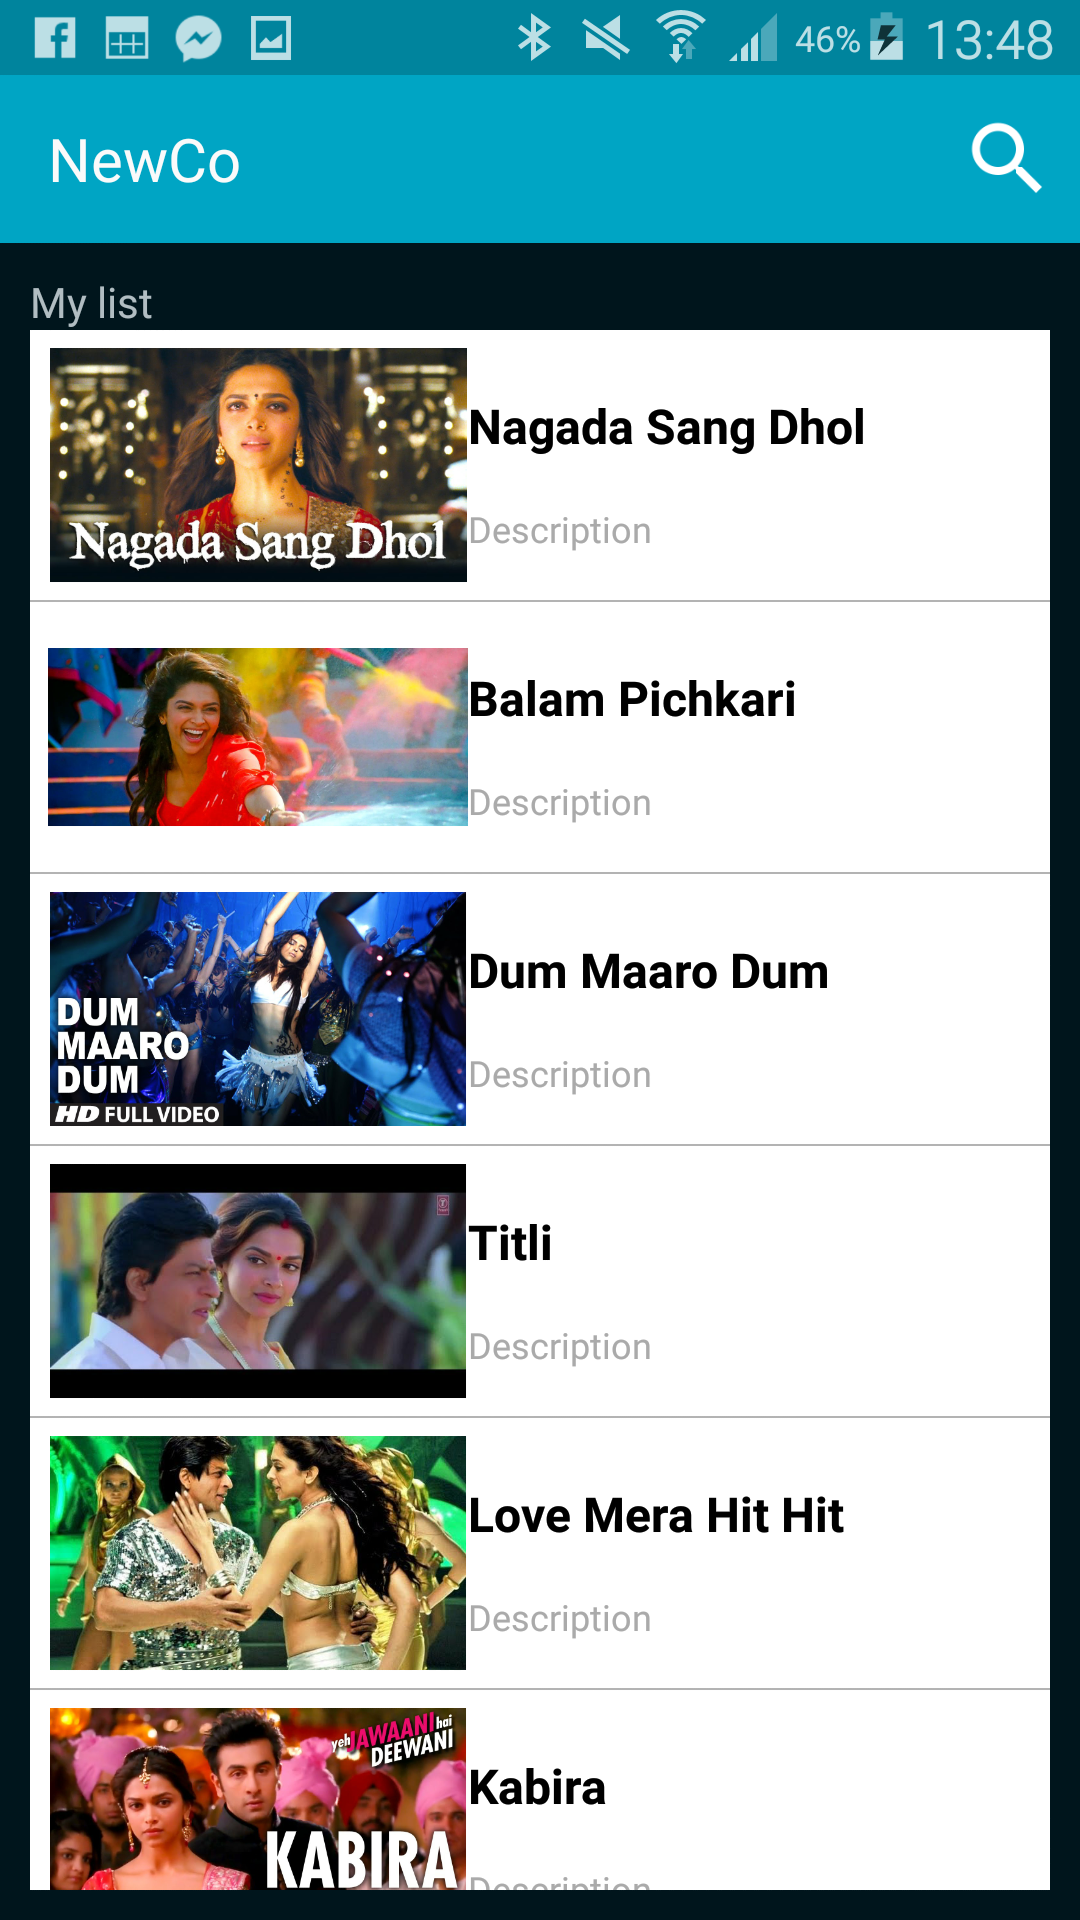 46% 13:48
NewCo
My list
Nagada Sang Dhol
Nagada Sang Dhol
Description
Balam Pichkari
Description
DUM
MAARO
DUM
HD FULL VIDEO
Dum Maaro Dum
Description
Titli
Description
Love Mera Hit Hit
Description
yeh JAWAANI hai
DEEWANI
KABIRA
Kabira
Description